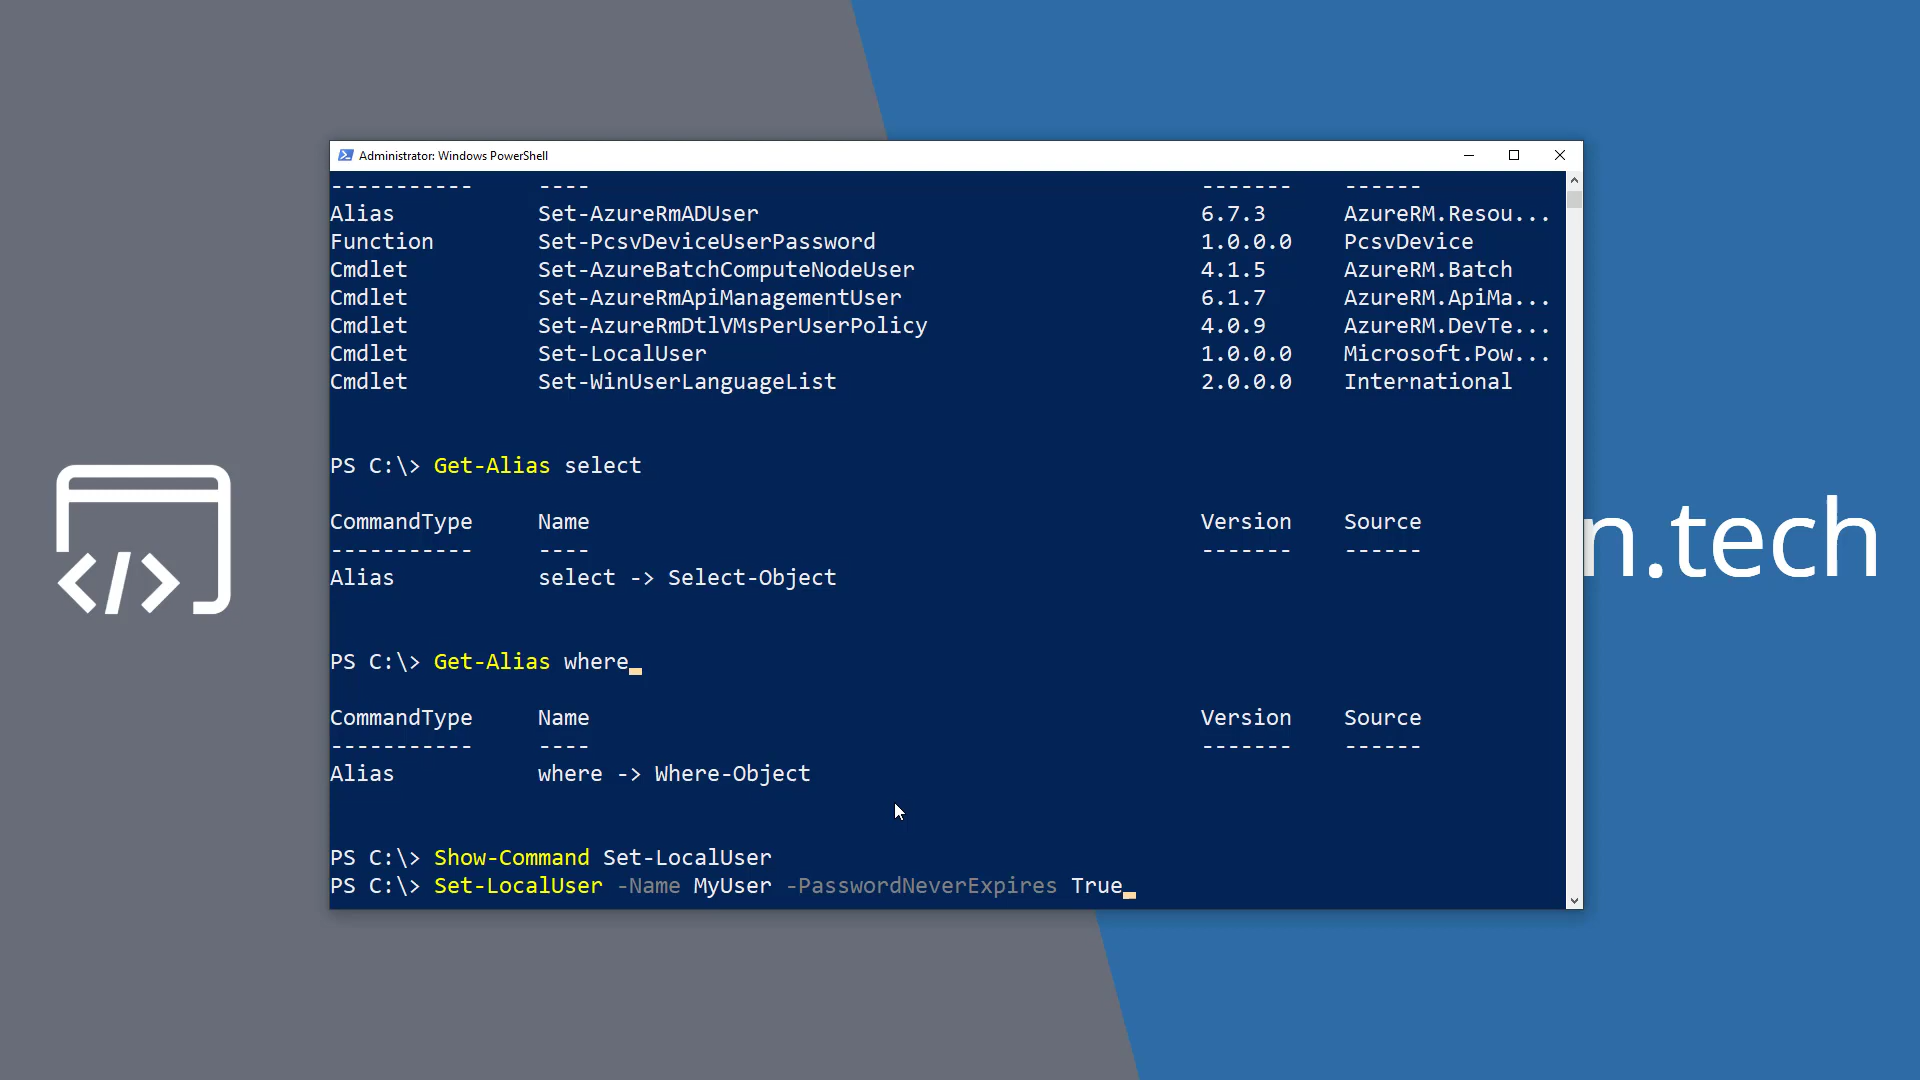 Administrator: Windows PowerShell
----------- ---- ------- ------
Alias Set-AzureRmADUser 6.7.3 AzureRM.Resou...
Function Set-PcsvDeviceUserPassword 1.0.0.0 PcsvDevice
Cmdlet Set-AzureBatchComputeNodeUser 4.1.5 AzureRM.Batch
Cmdlet Set-AzureRmApiManagementUser 6.1.7 AzureRM.ApiMa...
Cmdlet Set-AzureRmDtlVMsPerUserPolicy 4.0.9 AzureRM.DevTe...
Cmdlet Set-LocalUser 1.0.0.0 Microsoft.Pow...
Cmdlet Set-WinUserLanguageList 2.0.0.0 International
PS C:\> Get-Alias select
CommandType Name Version Source
----------- ---- ------- ------
Alias select -> Select-Object
PS C:\> Get-Alias where
CommandType Name Version Source
----------- ---- ------- ------
Alias where -> Where-Object
PS C:\> Show-Command Set-LocalUser
PS C:\> Set-LocalUser -Name MyUser -PasswordNeverExpires True
</>
n.tech